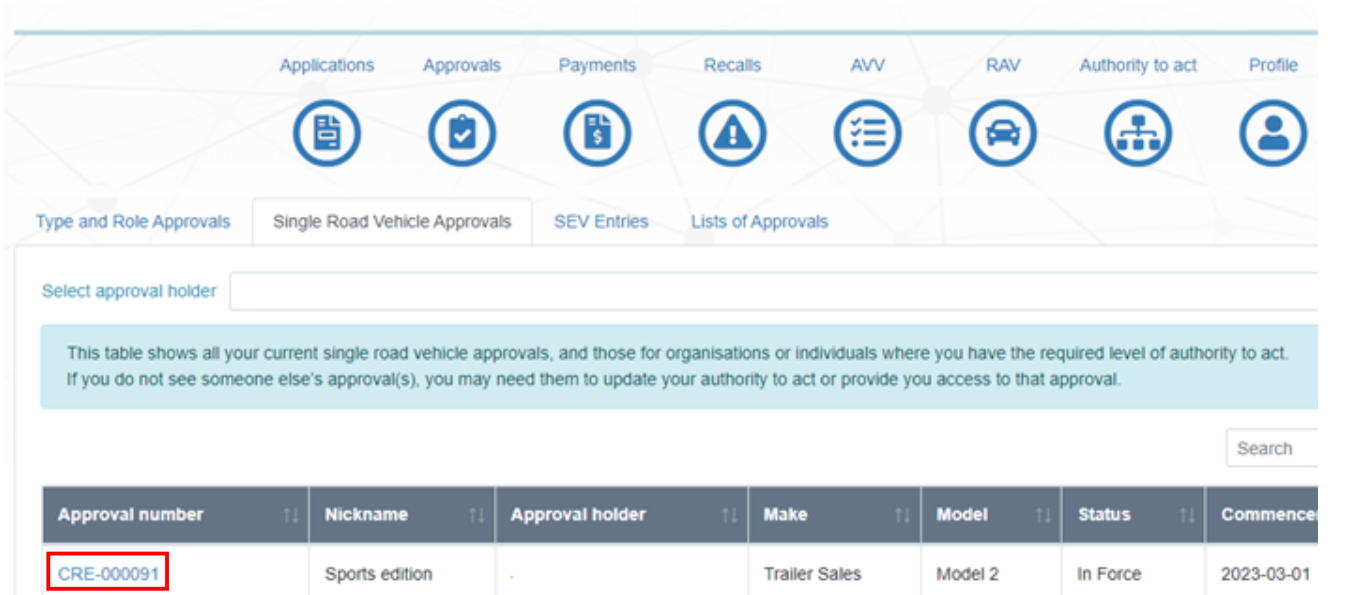 Applications Approvals Payments Recalls AVV RAV Authority to act Profile
Type and Role Approvals Single Road Vehicle Approvals SEV Entries Lists of Approvals
Select approval holder
This table shows all your current single road vehicle approvals, and those for organisations or individuals where you have the required level of authority to act.
If you do not see someone else's approval(s), you may need them to update your authority to act or provide you access to that approval.
Search
Approval number Nickname Approval holder Make Model Status Commence
CRE-000091 Sports edition Trailer Sales Model 2 In Force 2023-03-01